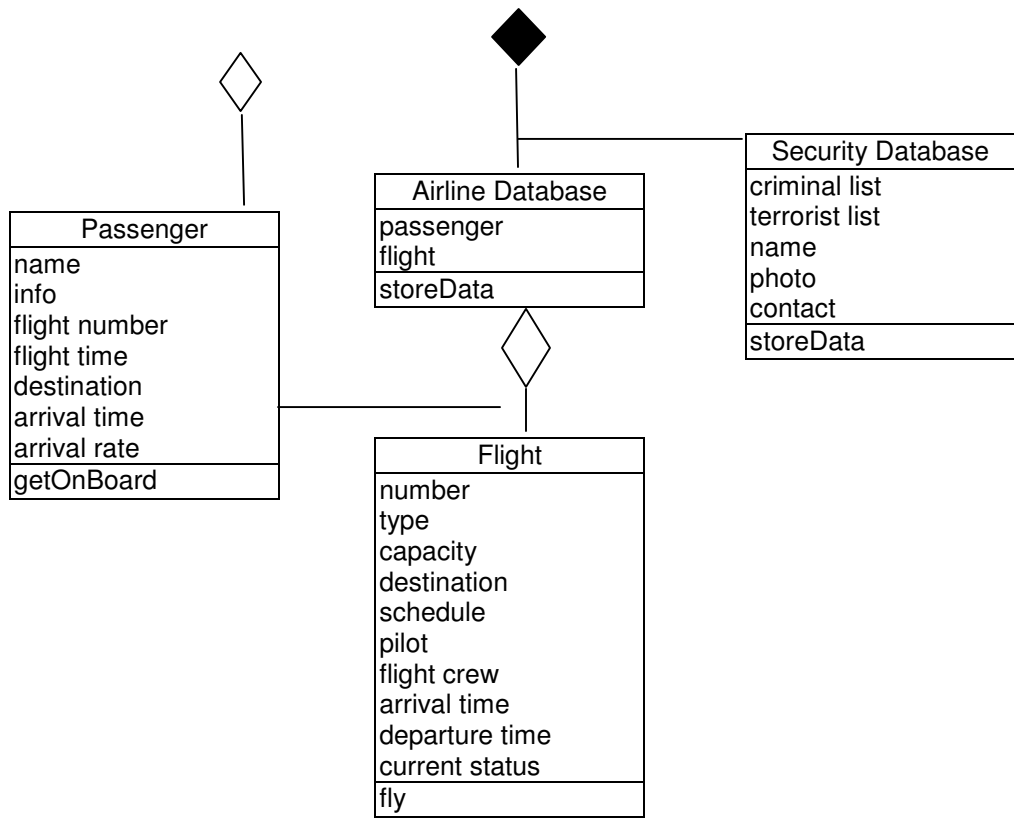 Passenger
name
info
flight number
flight time
destination
arrival time
arrival rate
getOnBoard
Airline Database
passenger
flight
storeData
Security Database
criminal list
terrorist list
name
photo
contact
storeData
Flight
number
type
capacity
destination
schedule
pilot
flight crew
arrival time
departure time
current status
fly